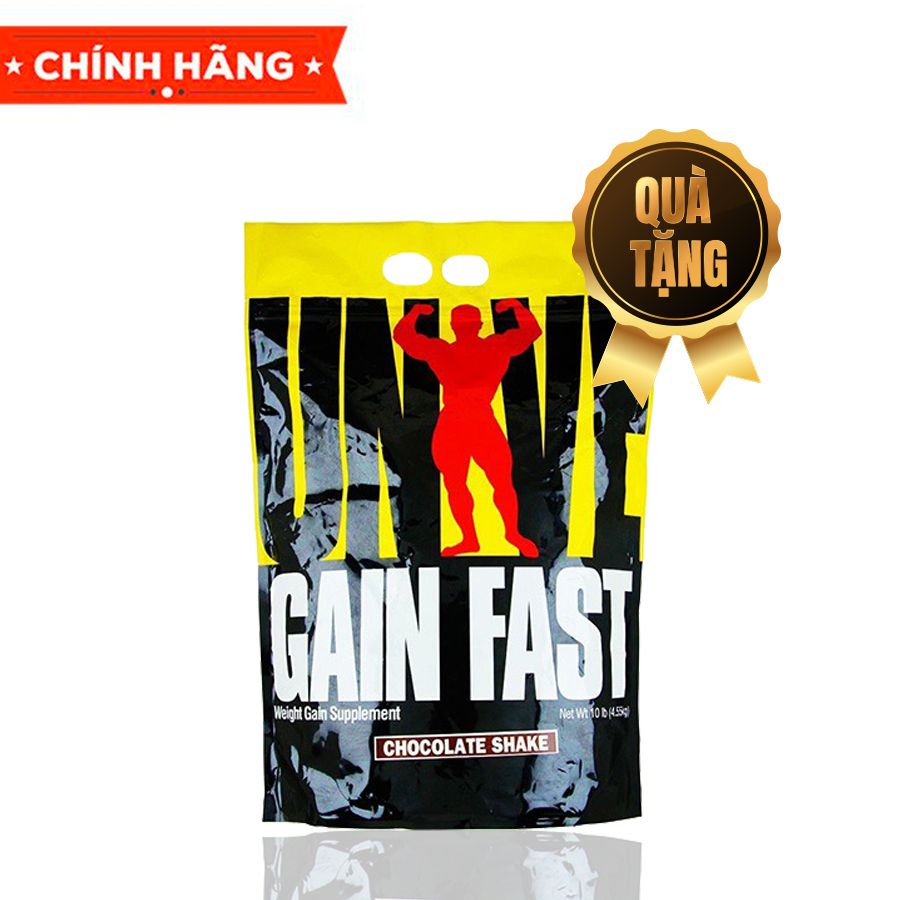 CHÍNH HÃNG
QUÀ
TẶNG
UNIVE
GAIN FAST
Weight Gain Supplement
Net Wt 10 lb (4.55kg)
CHOCOLATE SHAKE